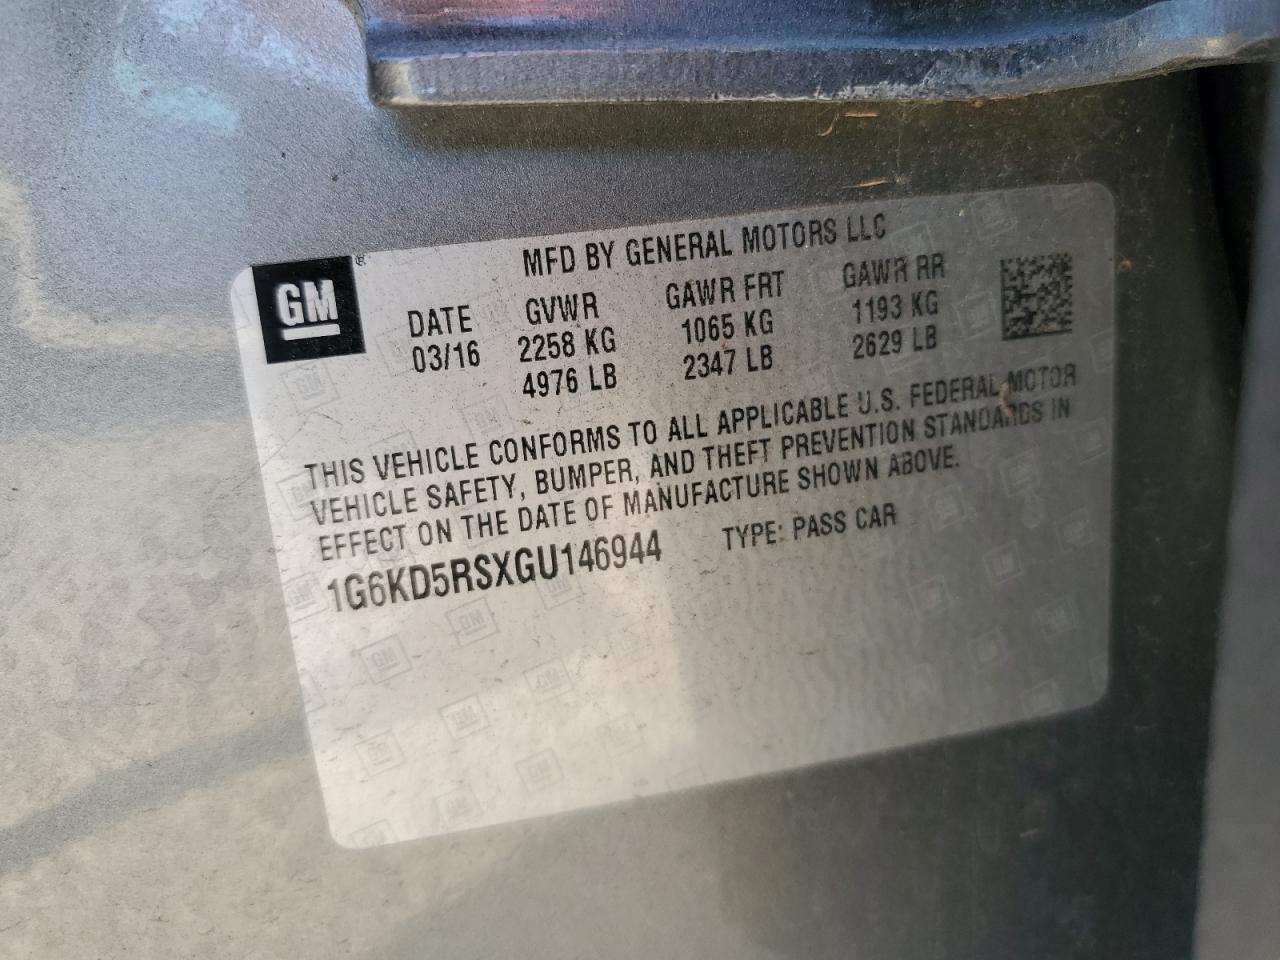 GM
MFD BY GENERAL MOTORS LLC
DATE GVWR GAWR FRT GAWR RR
03/16 2258 KG 1065 KG 1193 KG
4976 LB 2347 LB 2629 LB
THIS VEHICLE CONFORMS TO ALL APPLICABLE U.S. FEDERAL MOTOR
VEHICLE SAFETY, BUMPER, AND THEFT PREVENTION STANDARDS IN
EFFECT ON THE DATE OF MANUFACTURE SHOWN ABOVE.
1G6KD5RSXGU146944 TYPE: PASS CAR